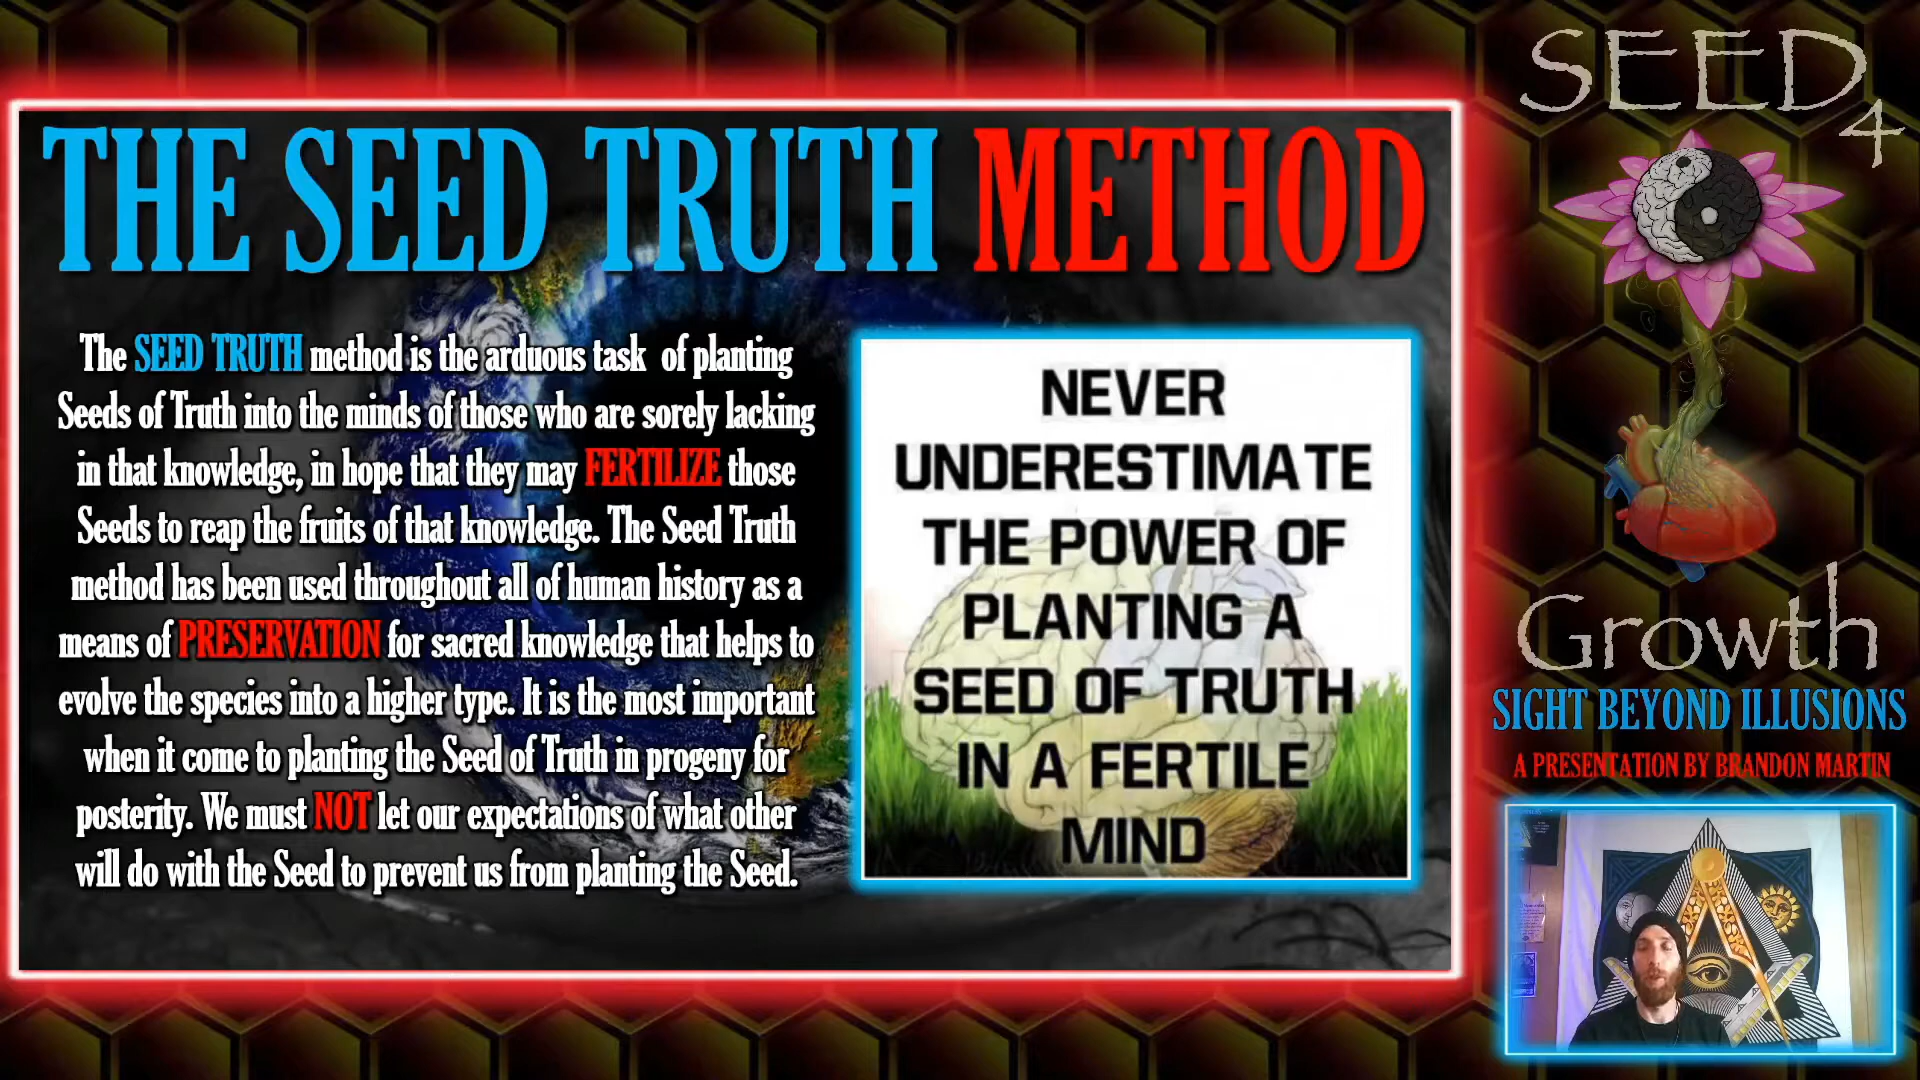 THE SEED TRUTH METHOD
The SEED TRUTH method is the arduous task of planting
Seeds of Truth into the minds of those who are sorely lacking
in that knowledge, in hope that they may FERTILIZE those
Seeds to reap the fruits of that knowledge. The Seed Truth
method has been used throughout all of human history as a
means of PRESERVATION for sacred knowledge that helps to
evolve the species into a higher type. It is the most important
when it come to planting the Seed of Truth in progeny for
posterity. We must NOT let our expectations of what other
will do with the Seed to prevent us from planting the Seed.
NEVER
UNDERESTIMATE
THE POWER OF
PLANTING A
SEED OF TRUTH
IN A FERTILE
MIND
SEED
4
Growth
SIGHT BEYOND ILLUSIONS
A PRESENTATION BY BRANDON MARTIN